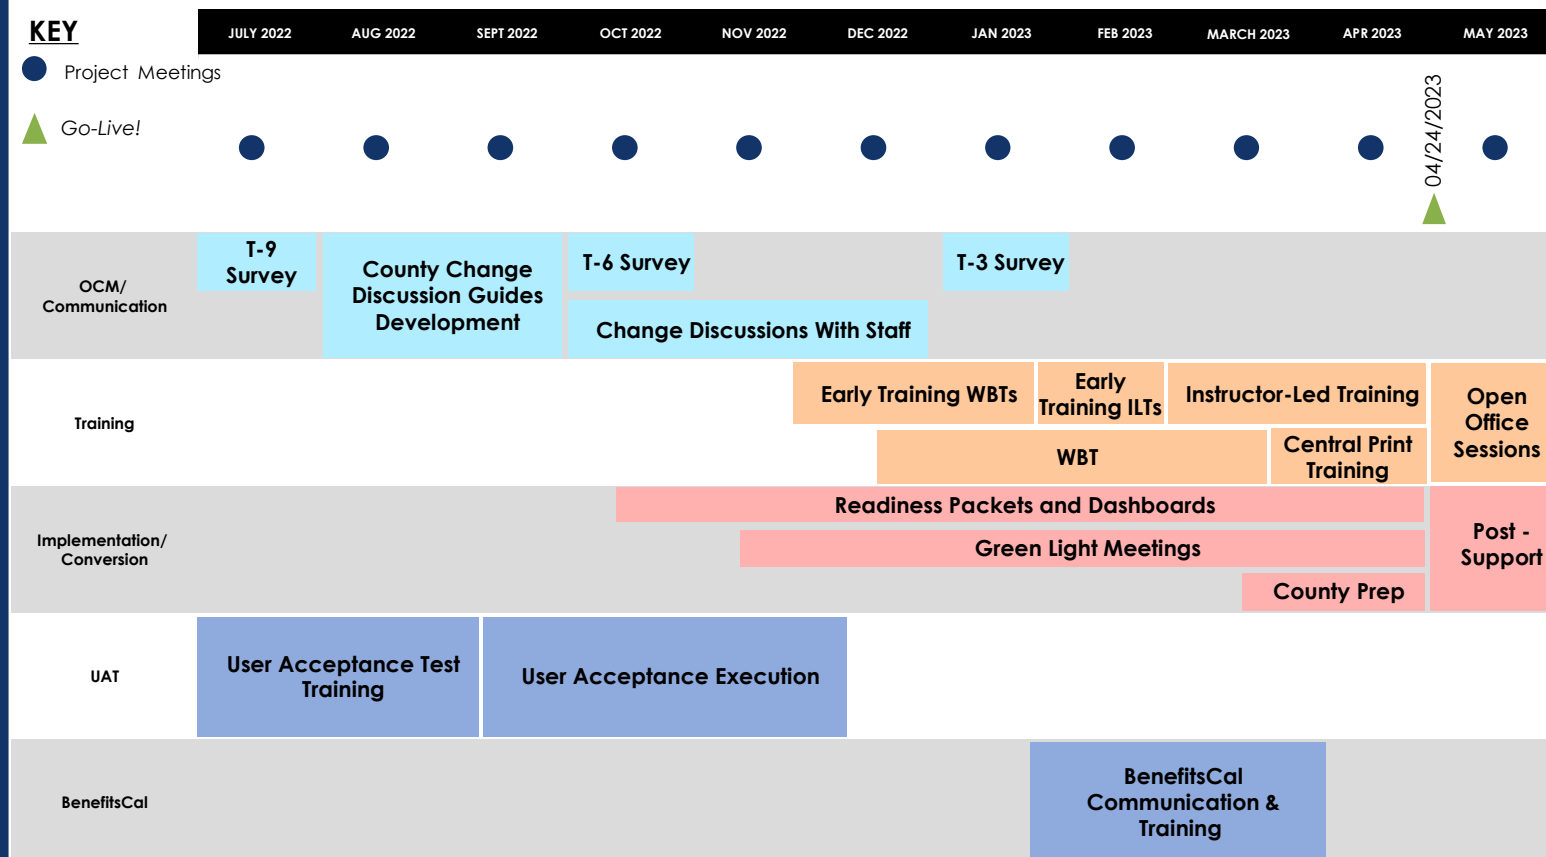 KEY
JULY 2022 AUG 2022 SEPT 2022 OCT 2022 NOV 2022 DEC 2022 JAN 2023 FEB 2023 MARCH 2023 APR 2023 MAY 2023
Project Meetings
Go-Live!
04/24/2023
OCM/
Communication
T-9
Survey
County Change
Discussion Guides
Development
T-6 Survey
T-3 Survey
Change Discussions With Staff
Training
Early Training WBTs
Early
Training ILTs
Instructor-Led Training
Open
Office
Sessions
WBT
Central Print
Training
Implementation/
Conversion
Readiness Packets and Dashboards
Green Light Meetings
County Prep
Post -
Support
UAT
User Acceptance Test
Training
User Acceptance Execution
BenefitsCal
BenefitsCal
Communication &
Training